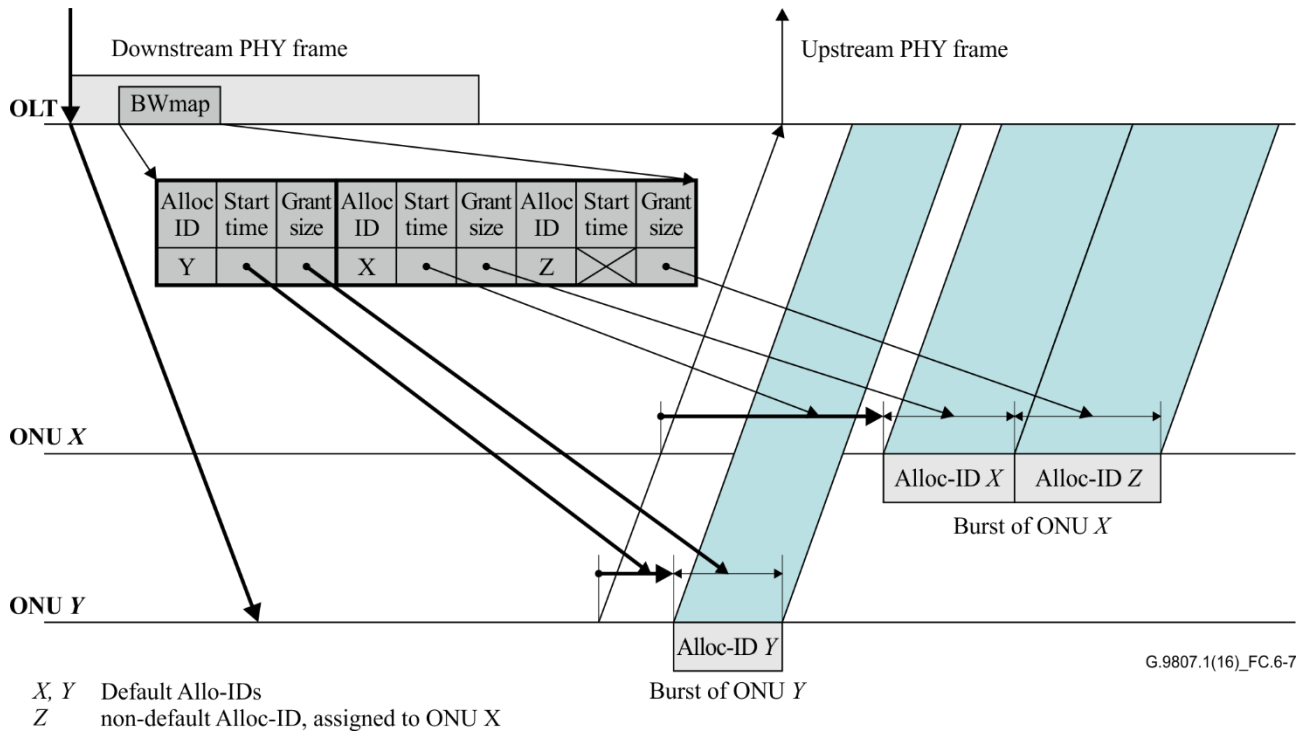 Downstream PHY frame
Upstream PHY frame
OLT
BWmap
Alloc ID Start time Grant size Alloc ID Start time Grant size Alloc ID Start time Grant size
Y X Z
ONU X
Alloc-ID X Alloc-ID Z
Burst of ONU X
ONU Y
Alloc-ID Y
G.9807.1(16)_FC.6-7
Burst of ONU Y
X, Y Default Allo-IDs
Z non-default Alloc-ID, assigned to ONU X